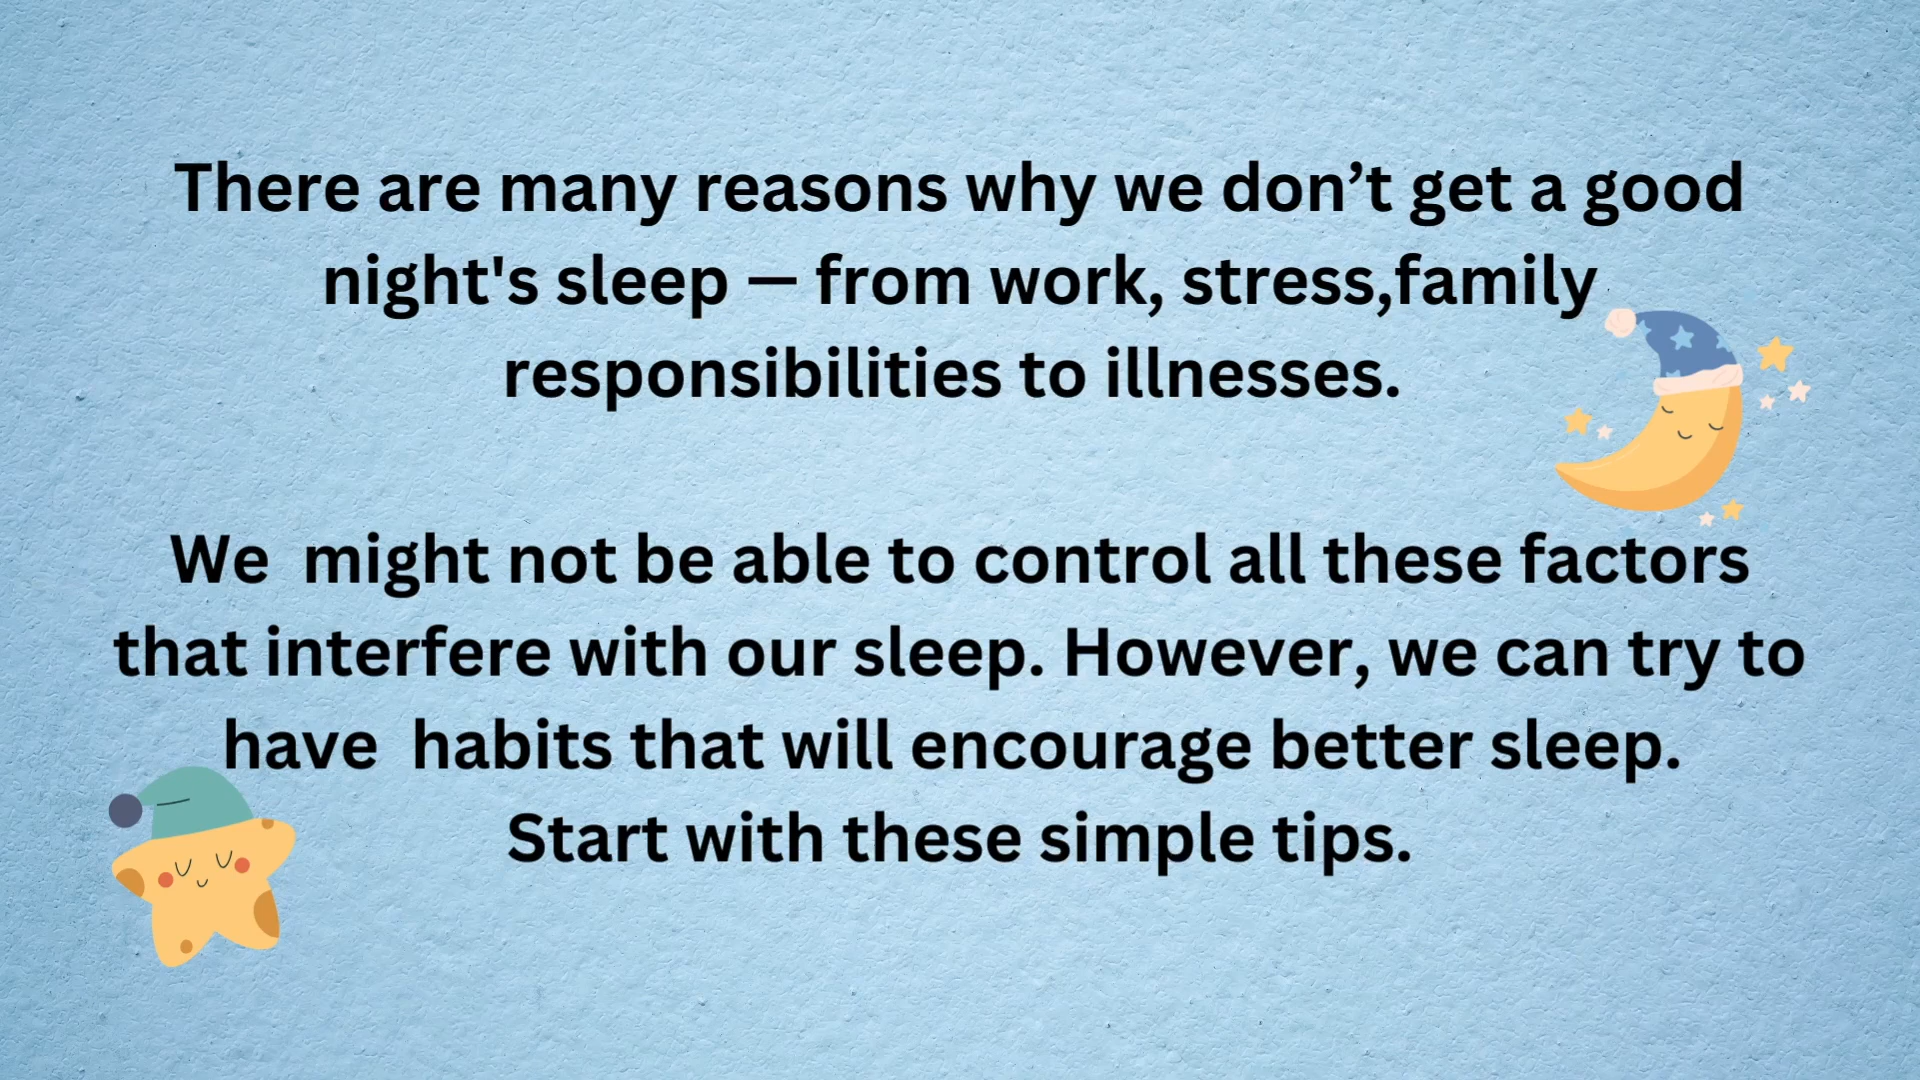 There are many reasons why we don’t get a good
night's sleep — from work, stress,family
responsibilities to illnesses.
We  might not be able to control all these factors
that interfere with our sleep. However, we can try to
have  habits that will encourage better sleep.
Start with these simple tips.